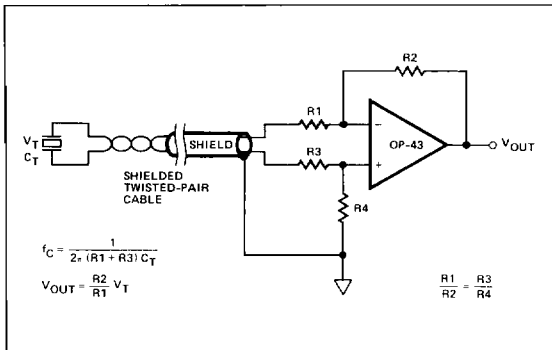 R2
R1
V_T
C_T
SHIELD
−
OP-43
V_OUT
R3
+
SHIELDED
TWISTED-PAIR
CABLE
R4
f_C = 1 / 2π (R1 + R3) C_T
V_OUT = R2/R1 V_T
R1/R2 = R3/R4